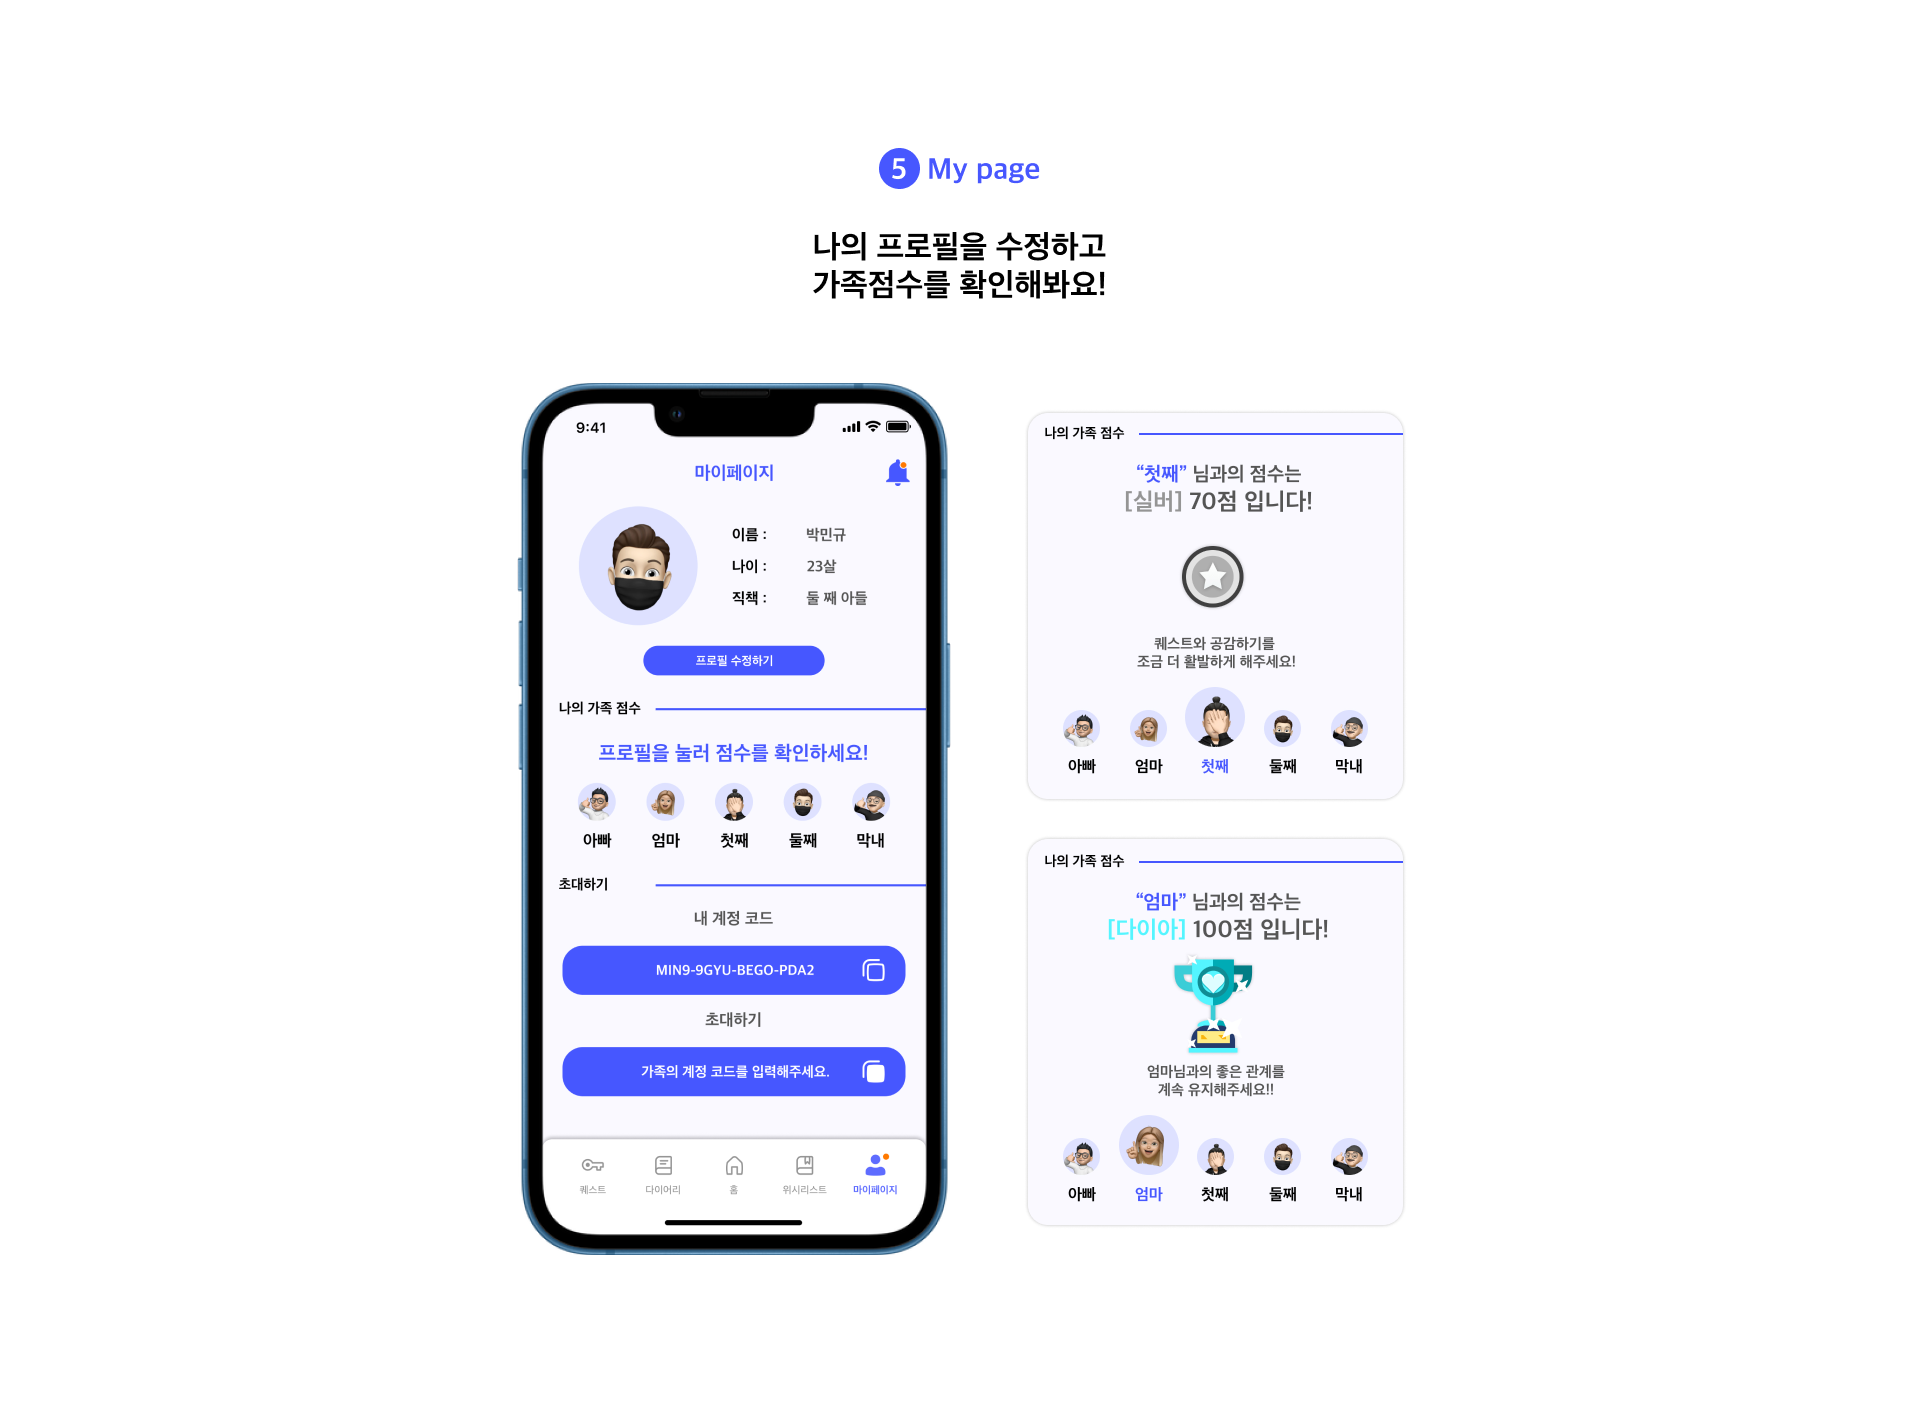 5 My page
나의 프로필을 수정하고
가족점수를 확인해봐요!
9:41
마이페이지
이름 : 박민규
나이 : 23살
직책 : 둘 째 아들
프로필 수정하기
나의 가족 점수
프로필을 눌러 점수를 확인하세요!
아빠 엄마 첫째 둘째 막내
초대하기
내 계정 코드
MIN9-9GYU-BEGO-PDA2
초대하기
가족의 계정 코드를 입력해주세요.
퀘스트 다이어리 홈 위시리스트 마이페이지
나의 가족 점수
“첫째” 님과의 점수는
[실버] 70점 입니다!
퀘스트와 공감하기를
조금 더 활발하게 해주세요!
아빠 엄마 첫째 둘째 막내
나의 가족 점수
“엄마” 님과의 점수는
[다이아] 100점 입니다!
엄마님과의 좋은 관계를
계속 유지해주세요!!
아빠 엄마 첫째 둘째 막내